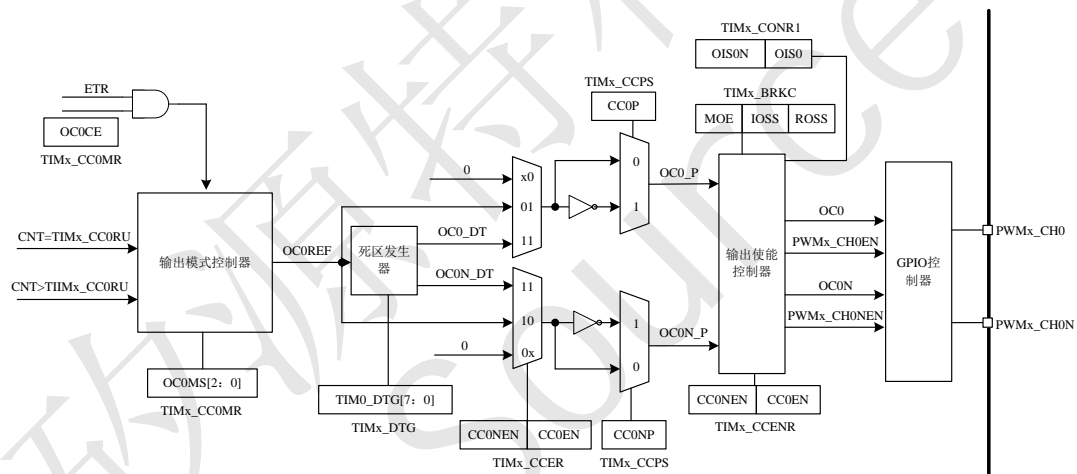 TIMx_CONR1
OIS0N OIS0
TIMx_CCPS
CC0P
TIMx_BRKC
MOE IOSS ROSS
ETR
OC0CE
TIMx_CC0MR
0
x0
01
11
0
1
OC0_P
CNT=TIMx_CC0RU
CNT>TIIMx_CC0RU
输出模式控制器
OC0REF
死区发生
器
OC0_DT
OC0N_DT
11
10
0x
0
1
0
OC0N_P
输出使能
控制器
OC0
PWMx_CH0EN
OC0N
PWMx_CH0NEN
GPIO控
制器
PWMx_CH0
PWMx_CH0N
OC0MS[2：0]
TIMx_CC0MR
TIM0_DTG[7：0]
TIMx_DTG
CC0NEN CC0EN
TIMx_CCER
CC0NP
TIMx_CCPS
CC0NEN CC0EN
TIMx_CCENR
源特
source